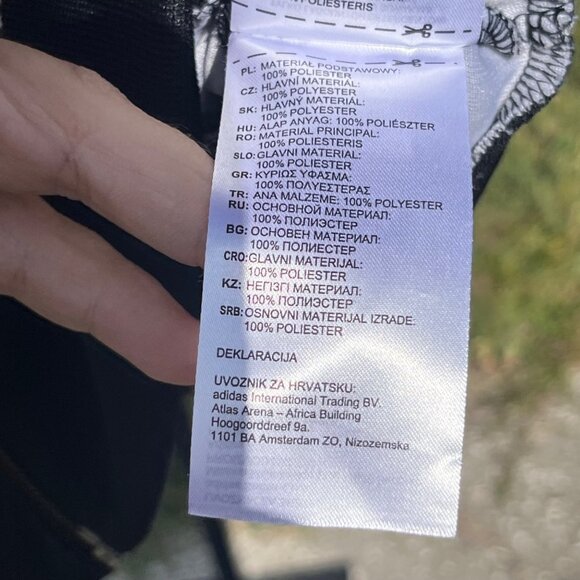 POLIESTERIS
PL: MATERIAŁ PODSTAWOWY:
100% POLIESTER
CZ: HLAVNÍ MATERIÁL:
100% POLYESTER
SK: HLAVNÝ MATERIÁL:
100% POLYESTER
HU: ALAP ANYAG: 100% POLIÉSZTER
RO: MATERIAL PRINCIPAL:
100% POLIESTERIS
SLO: GLAVNI MATERIAL:
100% POLIESTER
GR: ΚΥΡΙΩΣ ΥΦΑΣΜΑ:
100% ΠΟΛΥΕΣΤΕΡΑΣ
TR: ANA MALZEME: 100% POLYESTER
RU: ОСНОВНОЙ МАТЕРИАЛ:
100% ПОЛИЭСТЕР
BG: ОСНОВЕН МАТЕРИАЛ:
100% ПОЛИЕСТЕР
CRO: GLAVNI MATERIJAL:
100% POLIESTER
KZ: НЕГІЗГІ МАТЕРИАЛ:
100% ПОЛИЭСТЕР
SRB: OSNOVNI MATERIJAL IZRADE:
100% POLIESTER
DEKLARACIJA
UVOZNIK ZA HRVATSKU:
adidas International Trading BV.
Atlas Arena – Africa Building
Hoogoorddreef 9a.
1101 BA Amsterdam ZO, Nizozemska